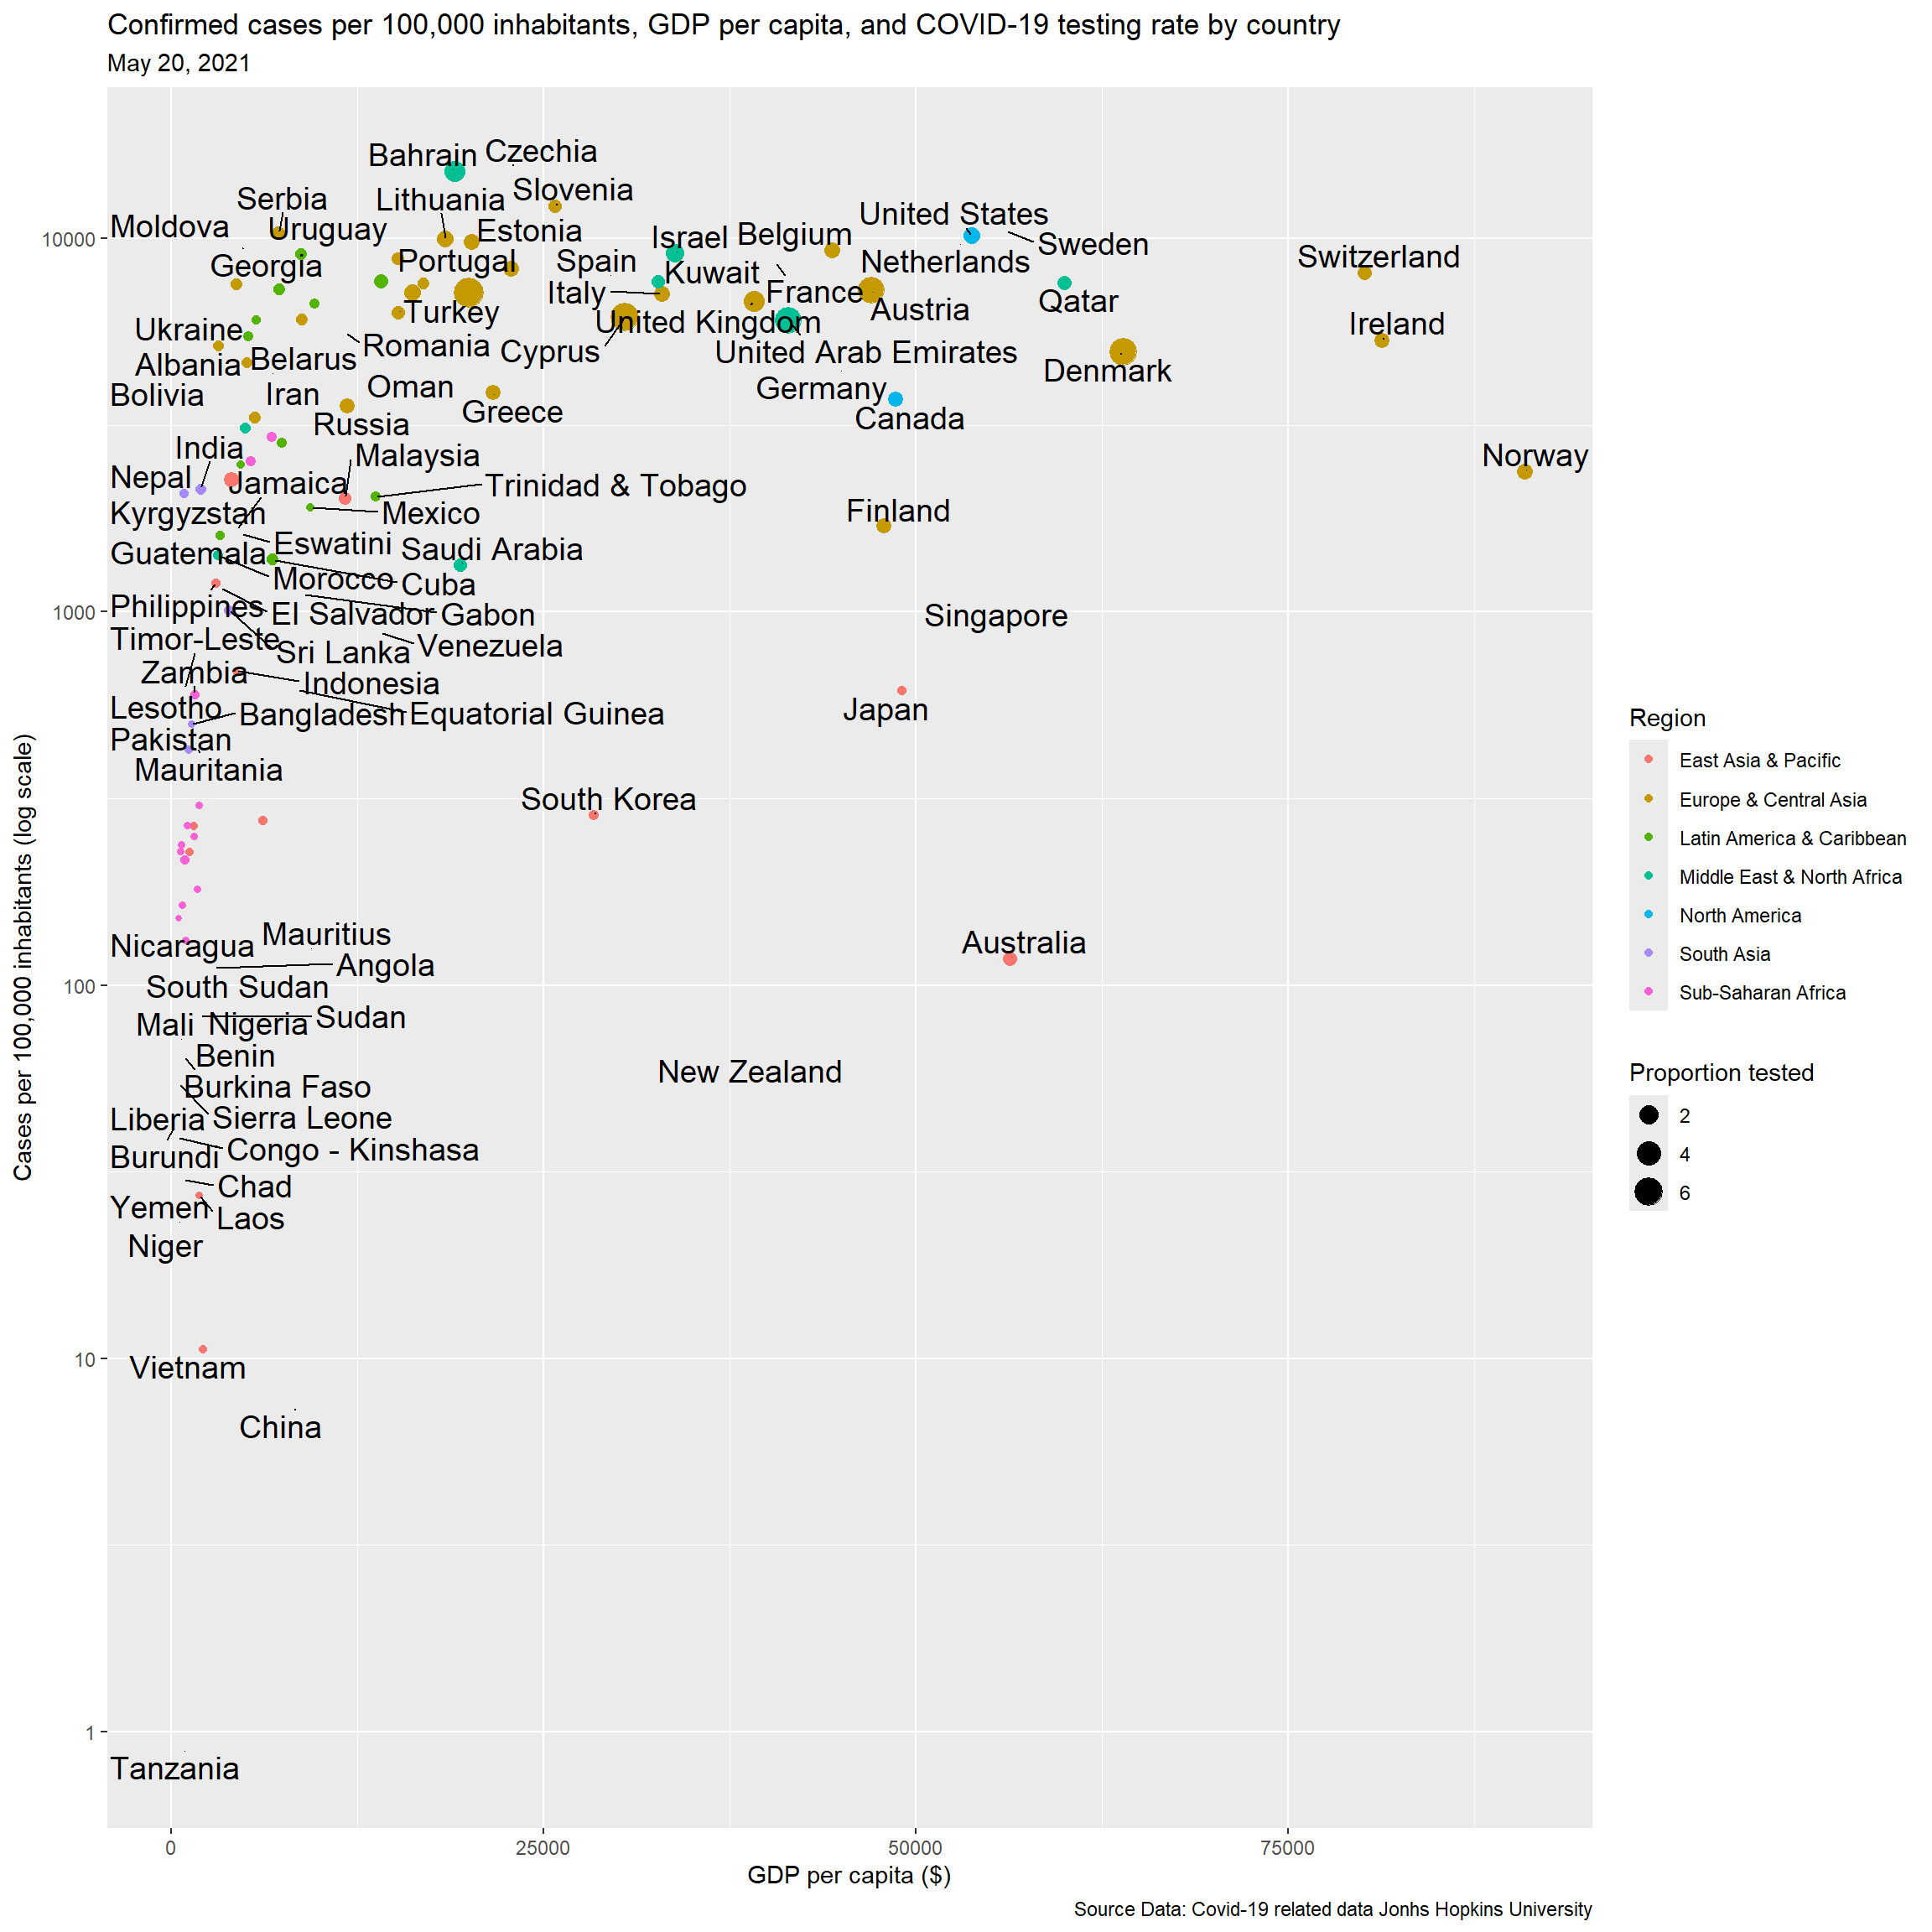 Confirmed cases per 100,000 inhabitants, GDP per capita, and COVID-19 testing rate by country
May 20, 2021
Bahrain
Czechia
Serbia
Lithuania
Slovenia
Moldova
Uruguay
Estonia
Israel
Belgium
United States
Sweden
Georgia
Portugal
Spain
Kuwait
Netherlands
Switzerland
Italy
France
Qatar
Turkey
Austria
Ukraine
United Kingdom
Ireland
Romania
Cyprus
United Arab Emirates
Albania
Belarus
Denmark
Bolivia
Iran
Oman
Germany
Greece
Russia
Canada
India
Malaysia
Norway
Nepal
Jamaica
Trinidad & Tobago
Kyrgyzstan
Mexico
Finland
Guatemala
Eswatini
Saudi Arabia
Morocco
Cuba
Philippines
El Salvador
Gabon
Singapore
Timor-Leste
Sri Lanka
Venezuela
Zambia
Indonesia
Lesotho
Bangladesh
Equatorial Guinea
Japan
Pakistan
Mauritania
South Korea
Nicaragua
Mauritius
Australia
Angola
South Sudan
Mali
Nigeria
Sudan
Benin
New Zealand
Burkina Faso
Liberia
Sierra Leone
Burundi
Congo - Kinshasa
Chad
Yemen
Laos
Niger
Vietnam
China
Tanzania
10000
1000
100
10
1
Cases per 100,000 inhabitants (log scale)
0
25000
50000
75000
GDP per capita ($)
Region
East Asia & Pacific
Europe & Central Asia
Latin America & Caribbean
Middle East & North Africa
North America
South Asia
Sub-Saharan Africa
Proportion tested
2
4
6
Source Data: Covid-19 related data Jonhs Hopkins University